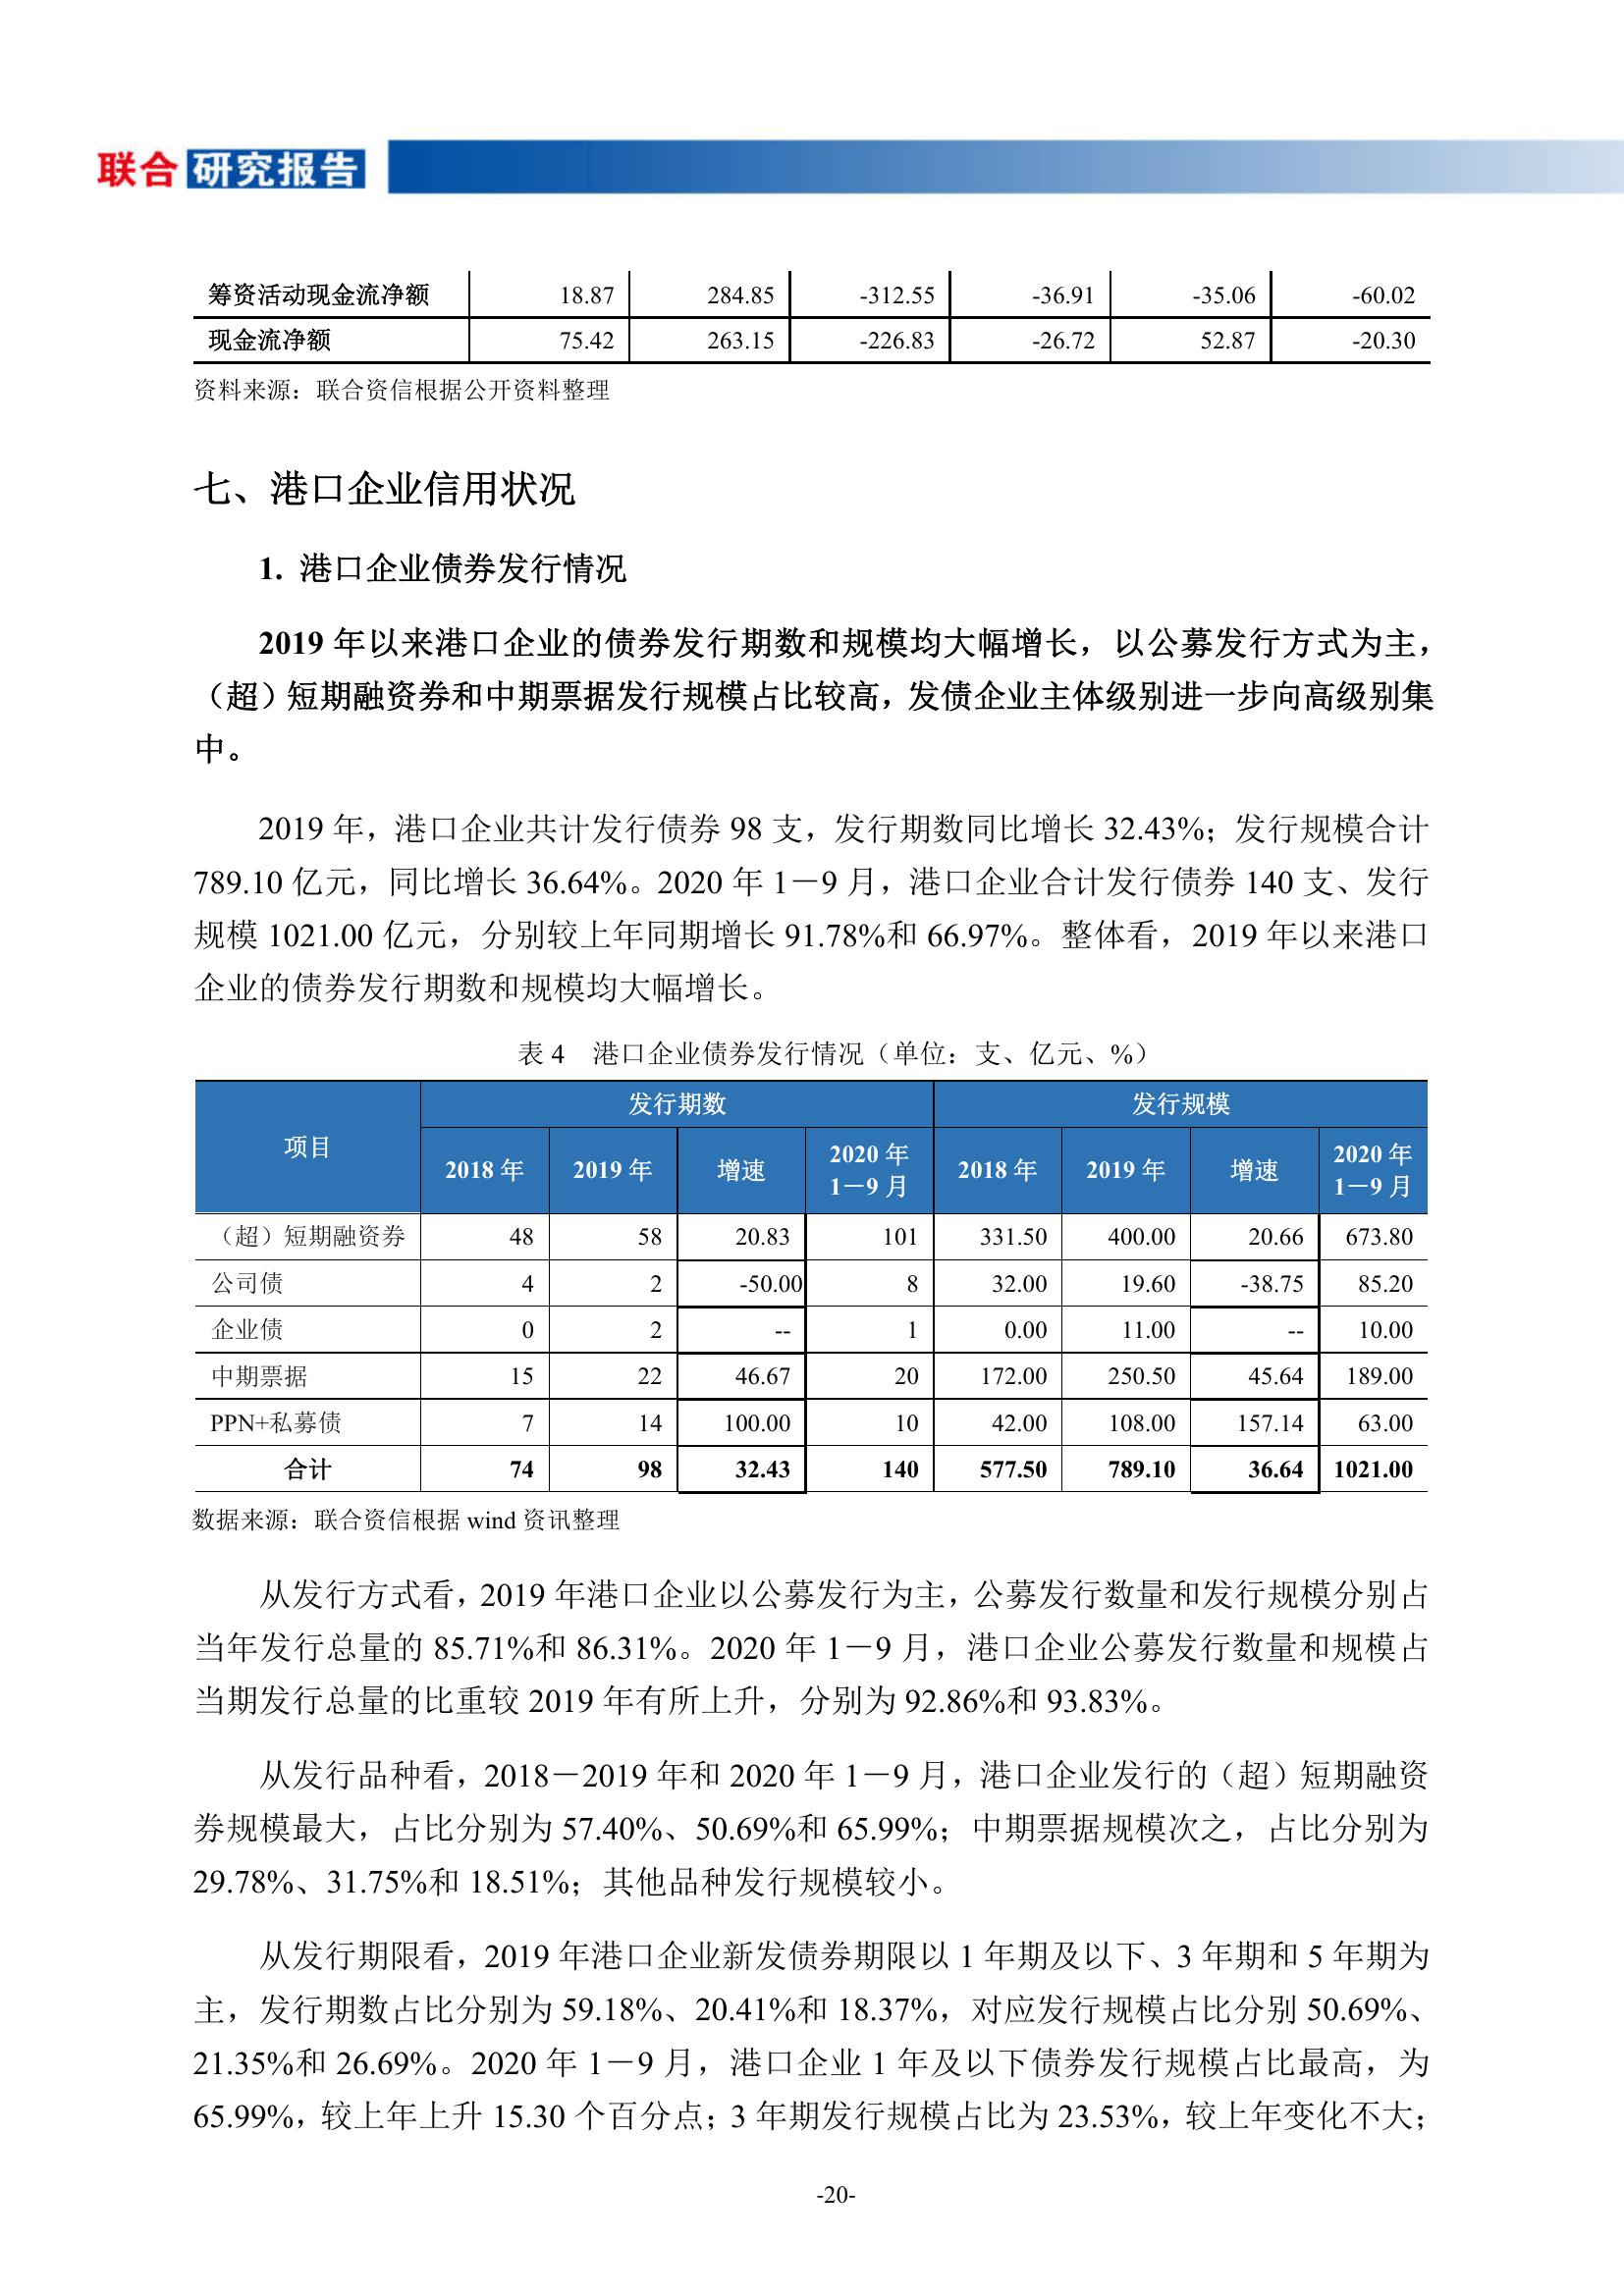 联合 研究报告
筹资活动现金流净额 18.87 284.85 -312.55 -36.91 -35.06 -60.02
现金流净额 75.42 263.15 -226.83 -26.72 52.87 -20.30
资料来源：联合资信根据公开资料整理
七、港口企业信用状况
1. 港口企业债券发行情况
2019 年以来港口企业的债券发行期数和规模均大幅增长，以公募发行方式为主，
（超）短期融资券和中期票据发行规模占比较高，发债企业主体级别进一步向高级别集
中。
2019 年，港口企业共计发行债券 98 支，发行期数同比增长 32.43%；发行规模合计
789.10 亿元，同比增长 36.64%。2020 年 1－9 月，港口企业合计发行债券 140 支、发行
规模 1021.00 亿元，分别较上年同期增长 91.78%和 66.97%。整体看，2019 年以来港口
企业的债券发行期数和规模均大幅增长。
表 4 港口企业债券发行情况（单位：支、亿元、%）
项目 发行期数 发行规模
2018 年 2019 年 增速 2020 年 1－9 月 2018 年 2019 年 增速 2020 年 1－9 月
（超）短期融资券 48 58 20.83 101 331.50 400.00 20.66 673.80
公司债 4 2 -50.00 8 32.00 19.60 -38.75 85.20
企业债 0 2 -- 1 0.00 11.00 -- 10.00
中期票据 15 22 46.67 20 172.00 250.50 45.64 189.00
PPN+私募债 7 14 100.00 10 42.00 108.00 157.14 63.00
合计 74 98 32.43 140 577.50 789.10 36.64 1021.00
数据来源：联合资信根据 wind 资讯整理
从发行方式看，2019 年港口企业以公募发行为主，公募发行数量和发行规模分别占
当年发行总量的 85.71%和 86.31%。2020 年 1－9 月，港口企业公募发行数量和规模占
当期发行总量的比重较 2019 年有所上升，分别为 92.86%和 93.83%。
从发行品种看，2018－2019 年和 2020 年 1－9 月，港口企业发行的（超）短期融资
券规模最大，占比分别为 57.40%、50.69%和 65.99%；中期票据规模次之，占比分别为
29.78%、31.75%和 18.51%；其他品种发行规模较小。
从发行期限看，2019 年港口企业新发债券期限以 1 年期及以下、3 年期和 5 年期为
主，发行期数占比分别为 59.18%、20.41%和 18.37%，对应发行规模占比分别 50.69%、
21.35%和 26.69%。2020 年 1－9 月，港口企业 1 年及以下债券发行规模占比最高，为
65.99%，较上年上升 15.30 个百分点；3 年期发行规模占比为 23.53%，较上年变化不大；
-20-